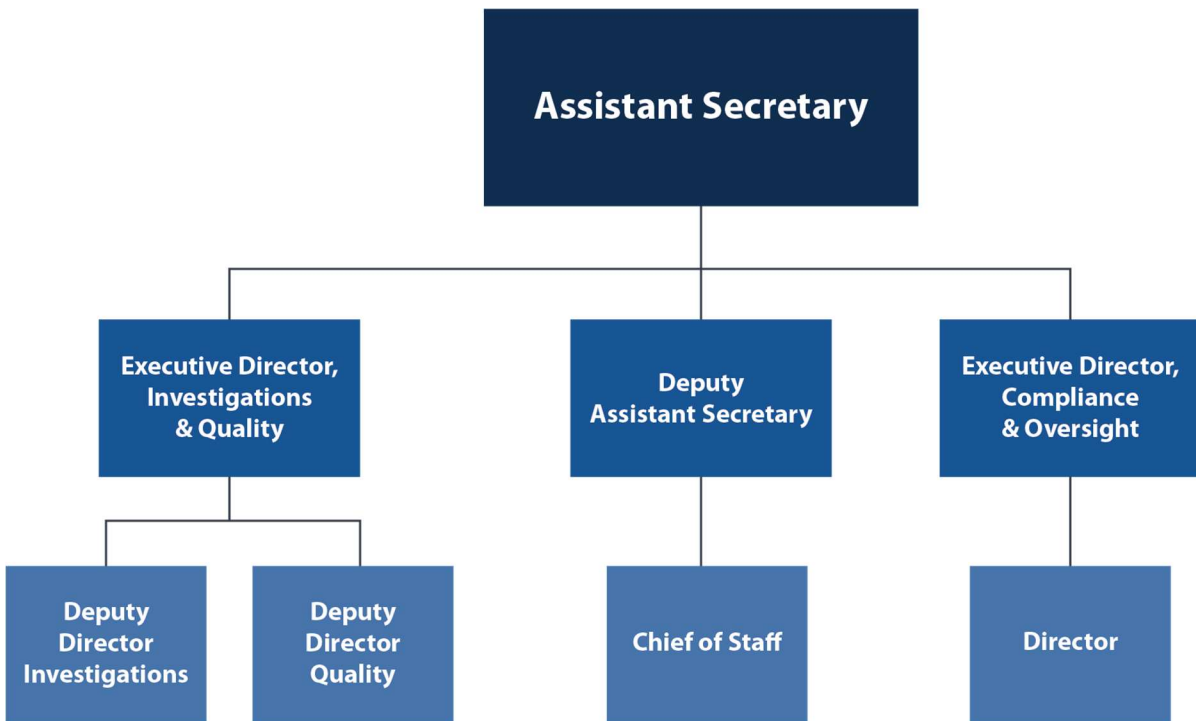 Assistant Secretary
Executive Director,
Investigations
& Quality
Deputy
Assistant Secretary
Executive Director,
Compliance
& Oversight
Deputy
Director
Investigations
Deputy
Director
Quality
Chief of Staff
Director